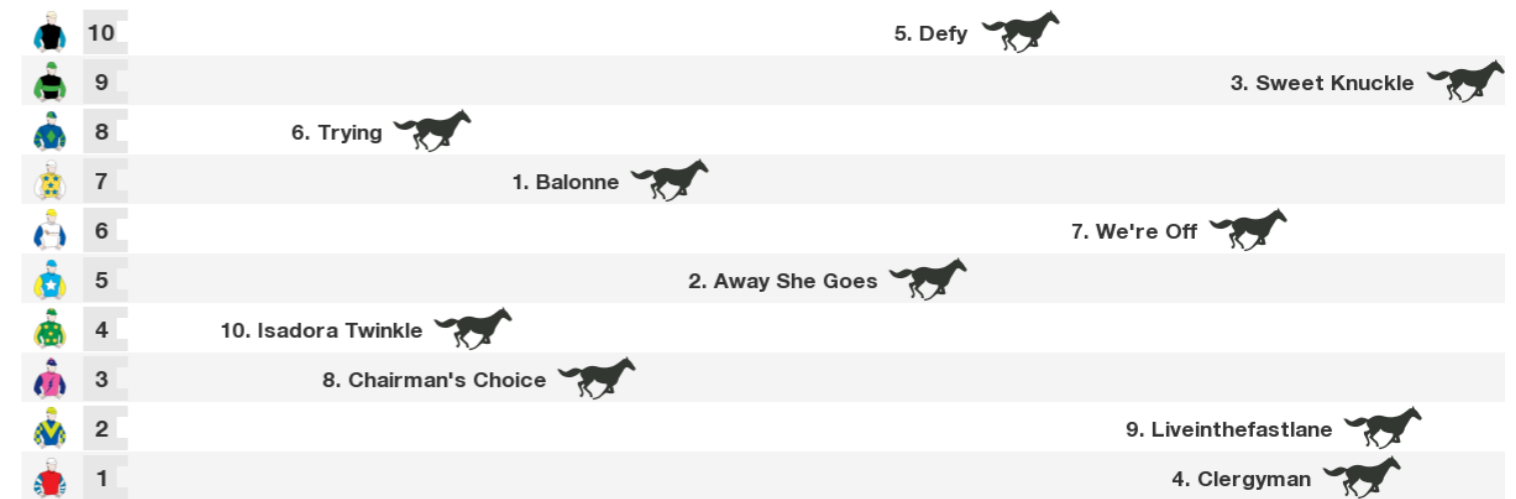 10 5. Defy
9 3. Sweet Knuckle
8 6. Trying
7 1. Balonne
6 7. We're Off
5 2. Away She Goes
4 10. Isadora Twinkle
3 8. Chairman's Choice
2 9. Liveinthefastlane
1 4. Clergyman